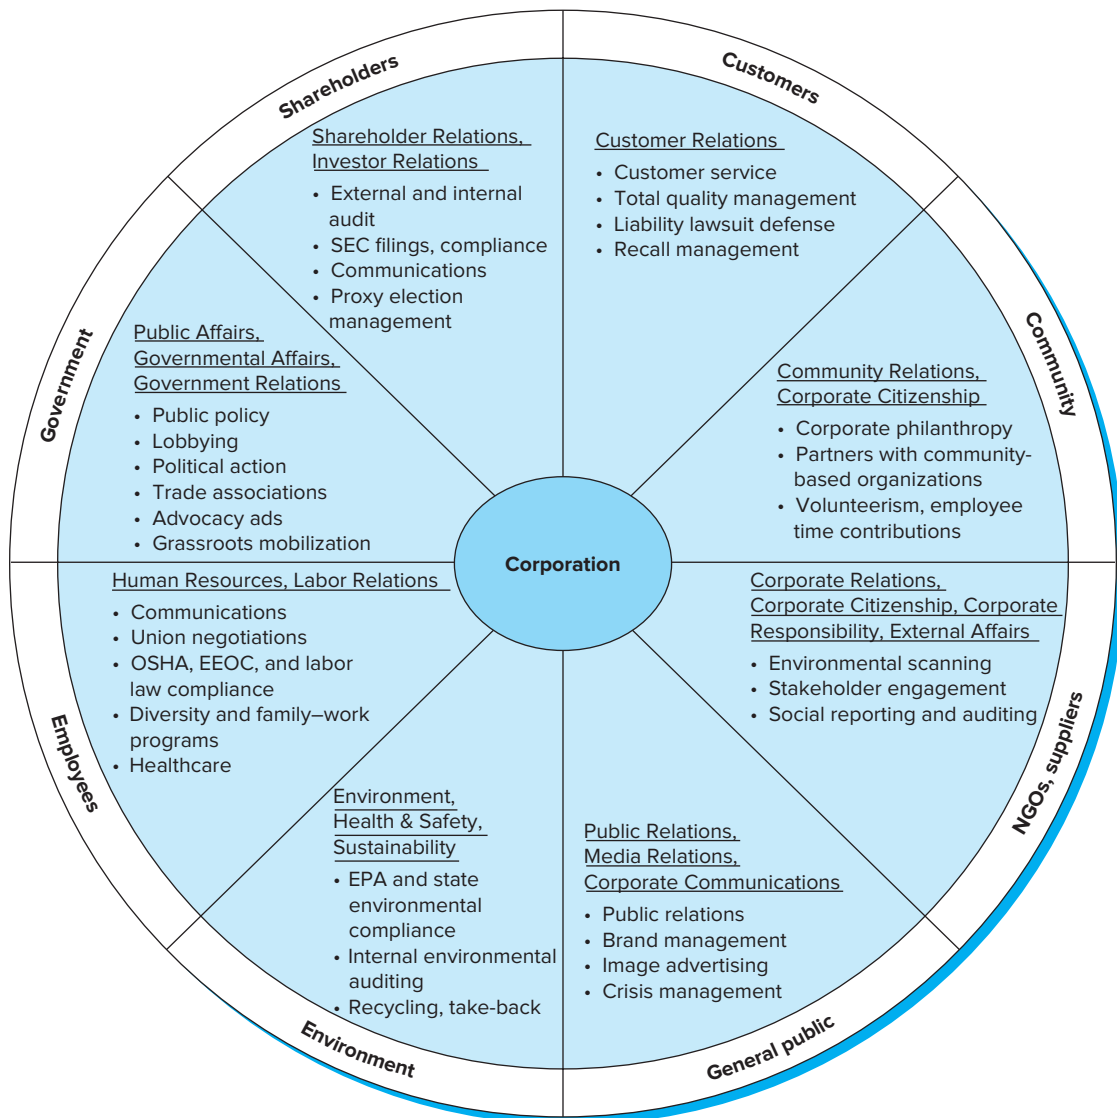 Shareholders
Shareholder Relations,
Investor Relations
• External and internal
audit
• SEC filings, compliance
• Communications
• Proxy election
management
Customers
Customer Relations
• Customer service
• Total quality management
• Liability lawsuit defense
• Recall management
Community
Community Relations,
Corporate Citizenship
• Corporate philanthropy
• Partners with community-
based organizations
• Volunteerism, employee
time contributions
NGOs, suppliers
Corporate Relations,
Corporate Citizenship, Corporate
Responsibility, External Affairs
• Environmental scanning
• Stakeholder engagement
• Social reporting and auditing
General public
Public Relations,
Media Relations,
Corporate Communications
• Public relations
• Brand management
• Image advertising
• Crisis management
Environment
Environment,
Health & Safety,
Sustainability
• EPA and state
environmental
compliance
• Internal environmental
auditing
• Recycling, take-back
Employees
Human Resources, Labor Relations
• Communications
• Union negotiations
• OSHA, EEOC, and labor
law compliance
• Diversity and family–work
programs
• Healthcare
Government
Public Affairs,
Governmental Affairs,
Government Relations
• Public policy
• Lobbying
• Political action
• Trade associations
• Advocacy ads
• Grassroots mobilization
Corporation